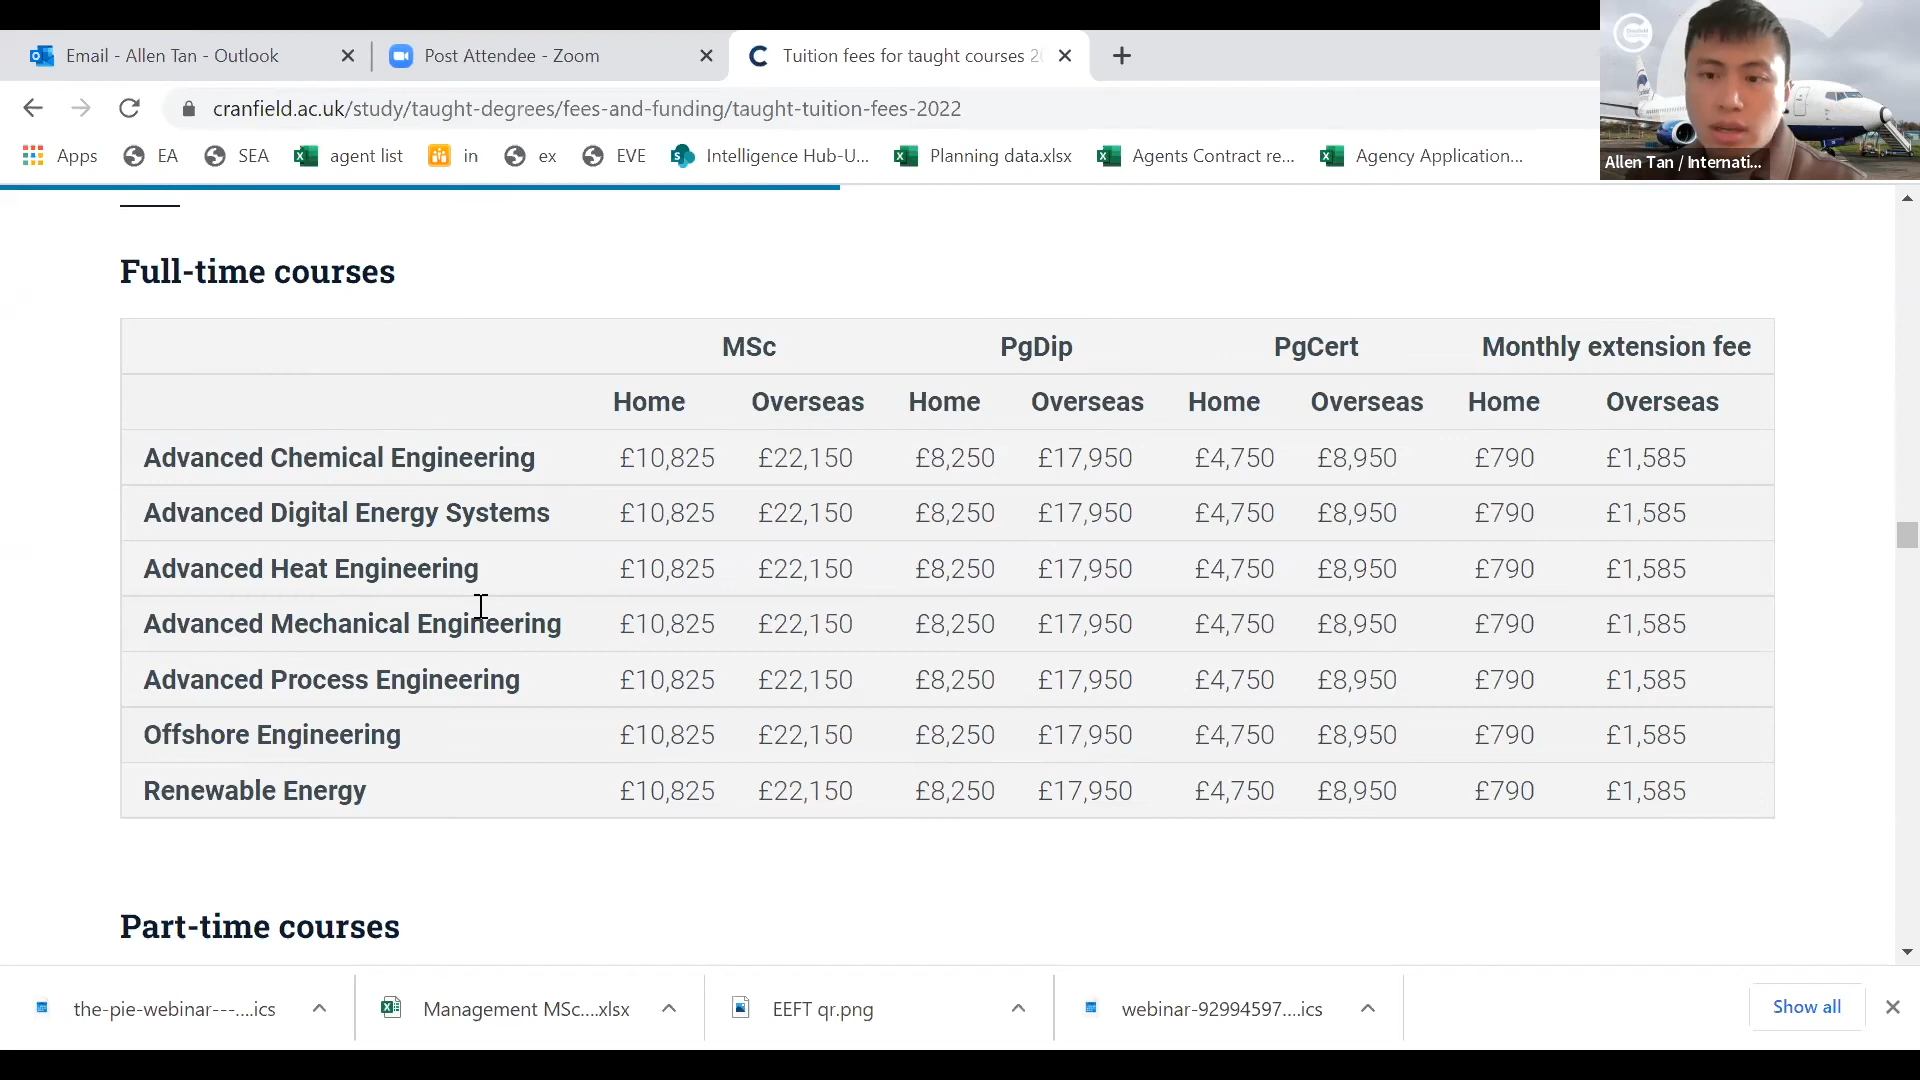 Email - Allen Tan - Outlook
Post Attendee - Zoom
Tuition fees for taught courses 2
cranfield.ac.uk/study/taught-degrees/fees-and-funding/taught-tuition-fees-2022
Apps EA SEA agent list in ex EVE Intelligence Hub-U... Planning data.xlsx Agents Contract re... Agency Application...
Allen Tan / Internati...
Full-time courses
MSc PgDip PgCert Monthly extension fee
Home Overseas Home Overseas Home Overseas Home Overseas
Advanced Chemical Engineering £10,825 £22,150 £8,250 £17,950 £4,750 £8,950 £790 £1,585
Advanced Digital Energy Systems £10,825 £22,150 £8,250 £17,950 £4,750 £8,950 £790 £1,585
Advanced Heat Engineering £10,825 £22,150 £8,250 £17,950 £4,750 £8,950 £790 £1,585
Advanced Mechanical Engineering £10,825 £22,150 £8,250 £17,950 £4,750 £8,950 £790 £1,585
Advanced Process Engineering £10,825 £22,150 £8,250 £17,950 £4,750 £8,950 £790 £1,585
Offshore Engineering £10,825 £22,150 £8,250 £17,950 £4,750 £8,950 £790 £1,585
Renewable Energy £10,825 £22,150 £8,250 £17,950 £4,750 £8,950 £790 £1,585
Part-time courses
the-pie-webinar---....ics
Management MSc....xlsx
EEFT qr.png
webinar-92994597....ics
Show all